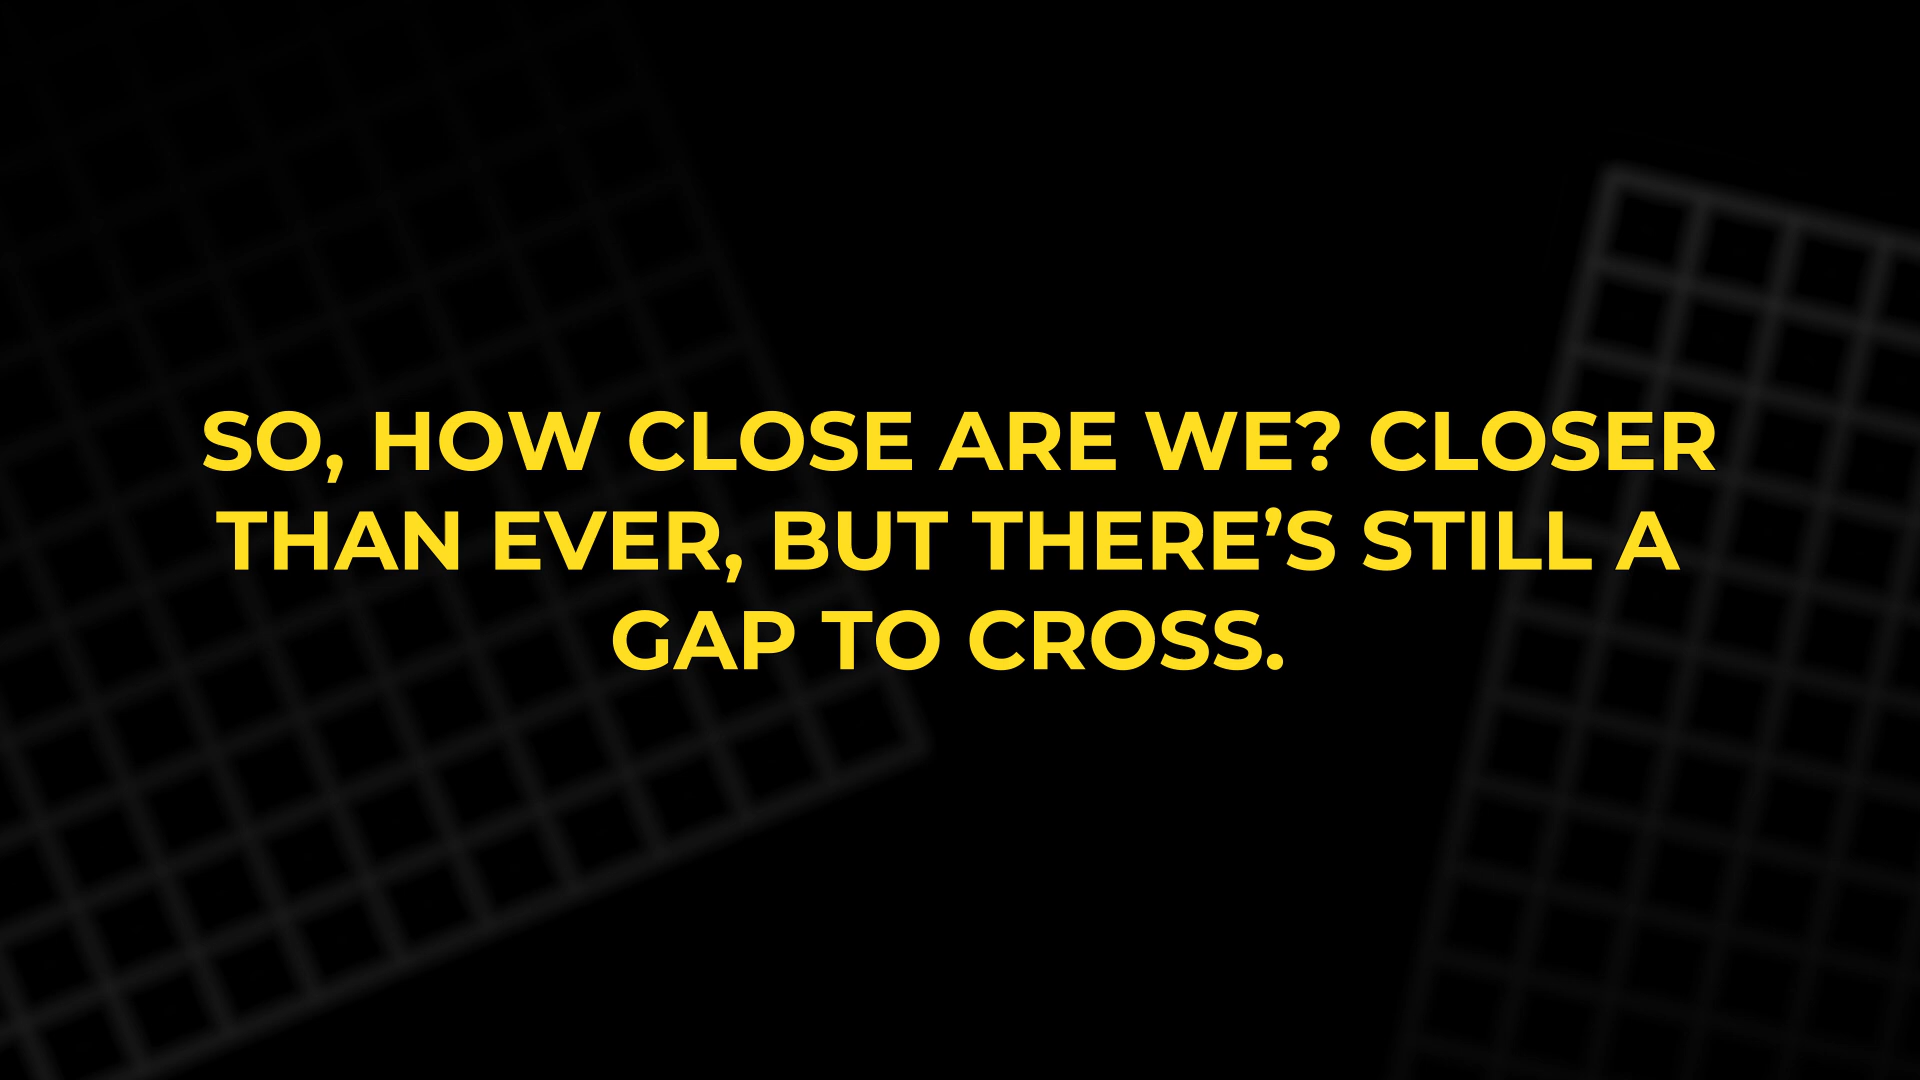 SO, HOW CLOSE ARE WE? CLOSER
THAN EVER, BUT THERE’S STILL A
GAP TO CROSS.